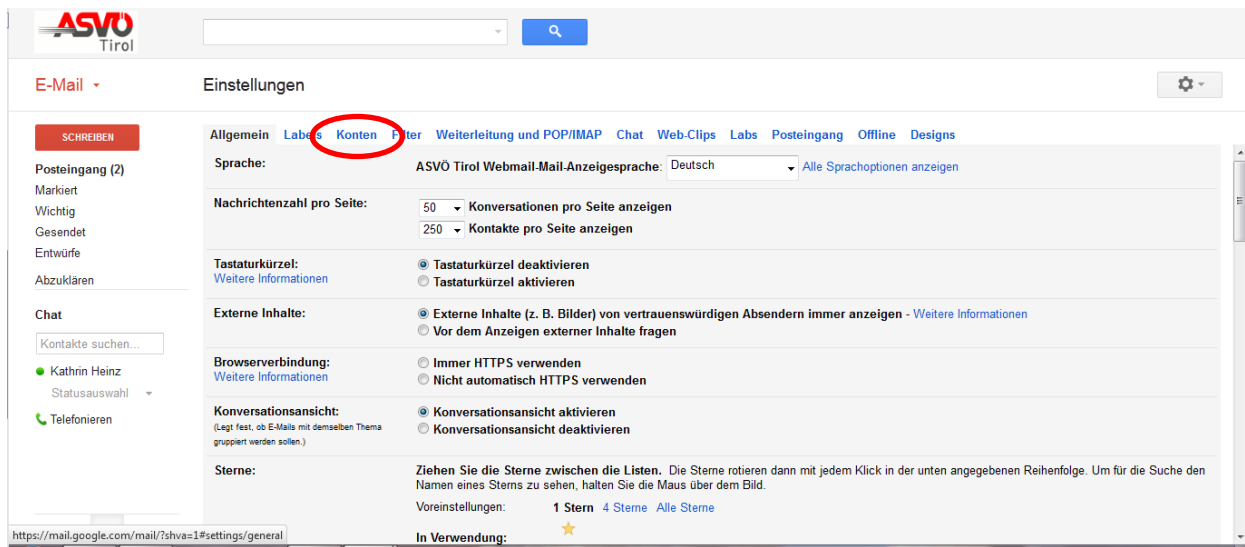 ASVÖ
Tirol
E-Mail
Einstellungen
SCHREIBEN
Posteingang (2)
Markiert
Wichtig
Gesendet
Entwürfe
Abzuklären
Chat
Kontakte suchen...
Kathrin Heinz
Statusauswahl
Telefonieren
Allgemein Labels Konten Filter Weiterleitung und POP/IMAP Chat Web-Clips Labs Posteingang Offline Designs
Sprache: ASVÖ Tirol Webmail-Mail-Anzeigesprache: Deutsch Alle Sprachoptionen anzeigen
Nachrichtenzahl pro Seite: 50 Konversationen pro Seite anzeigen
250 Kontakte pro Seite anzeigen
Tastaturkürzel: Tastaturkürzel deaktivieren
Weitere Informationen Tastaturkürzel aktivieren
Externe Inhalte: Externe Inhalte (z. B. Bilder) von vertrauenswürdigen Absendern immer anzeigen - Weitere Informationen
Vor dem Anzeigen externer Inhalte fragen
Browserverbindung: Immer HTTPS verwenden
Weitere Informationen Nicht automatisch HTTPS verwenden
Konversationsansicht: Konversationsansicht aktivieren
(Legt fest, ob E-Mails mit demselben Thema Konversationsansicht deaktivieren
gruppiert werden sollen.)
Sterne: Ziehen Sie die Sterne zwischen die Listen. Die Sterne rotieren dann mit jedem Klick in der unten angegebenen Reihenfolge. Um für die Suche den
Namen eines Sterns zu sehen, halten Sie die Maus über dem Bild.
Voreinstellungen: 1 Stern 4 Sterne Alle Sterne
In Verwendung:
https://mail.google.com/mail/?shva=1#settings/general